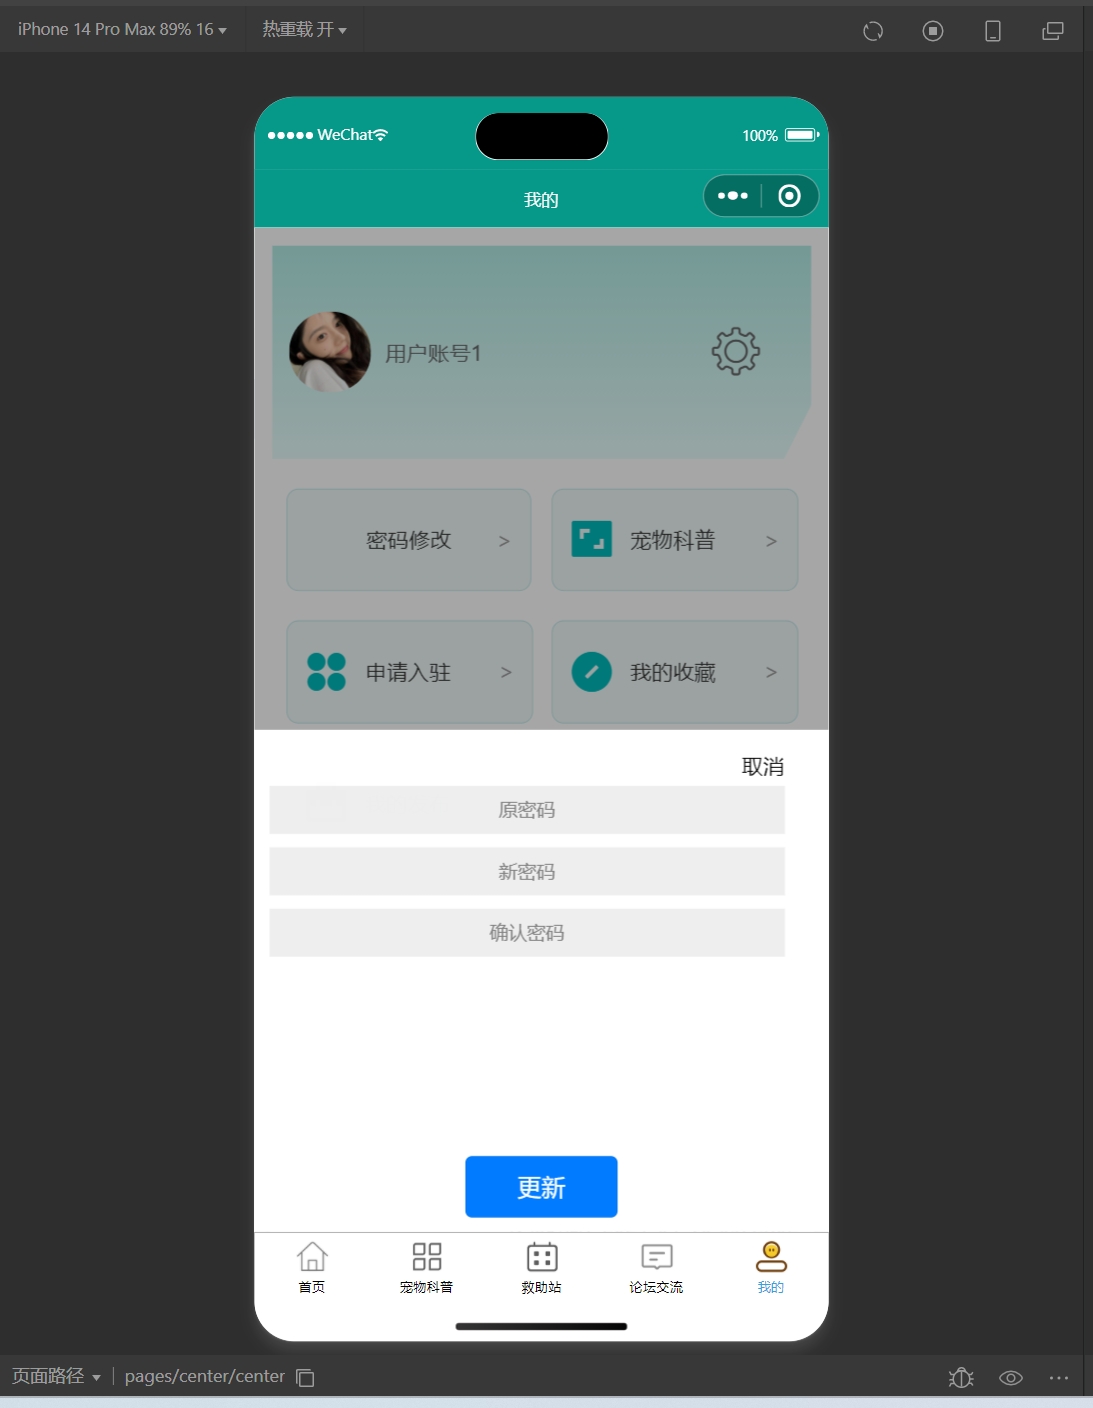 iPhone 14 Pro Max 89% 16 热重载 开
WeChat 100%
我的
用户账号1
密码修改 > 宠物科普 >
申请入驻 > 我的收藏 >
取消
原密码
新密码
确认密码
更新
首页 宠物科普 救助站 论坛交流 我的
页面路径 pages/center/center